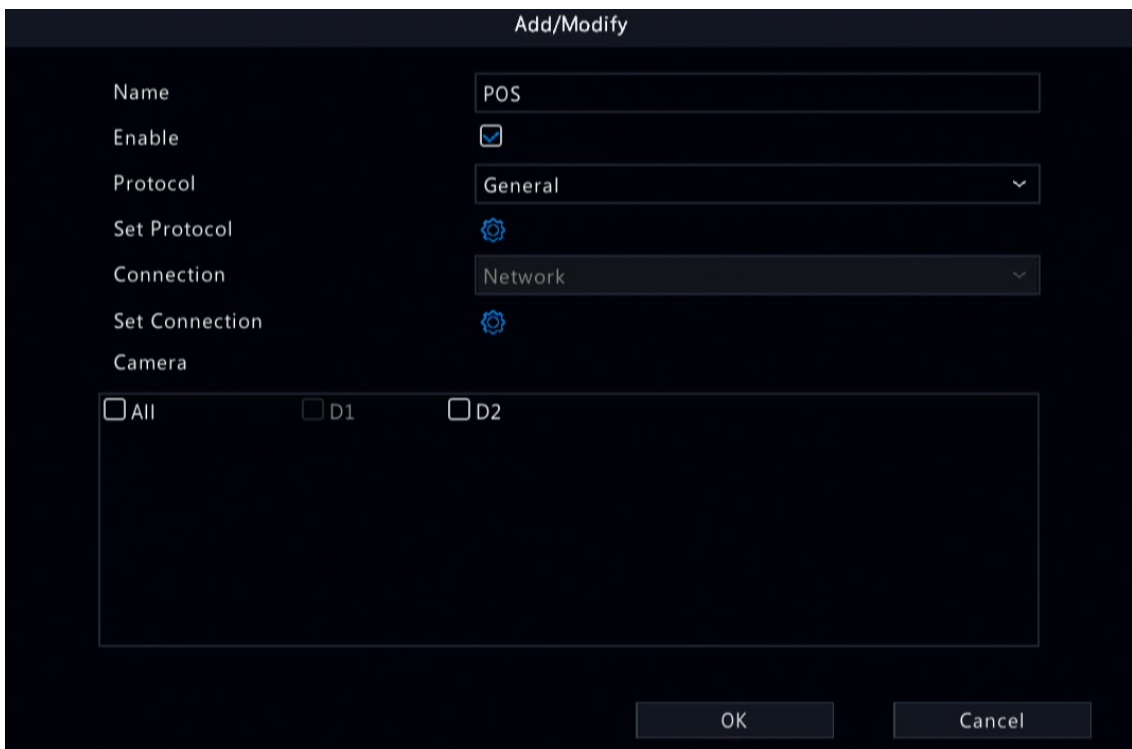 Add/Modify
Name POS
Enable
Protocol General
Set Protocol
Connection Network
Set Connection
Camera
All D1 D2
OK Cancel